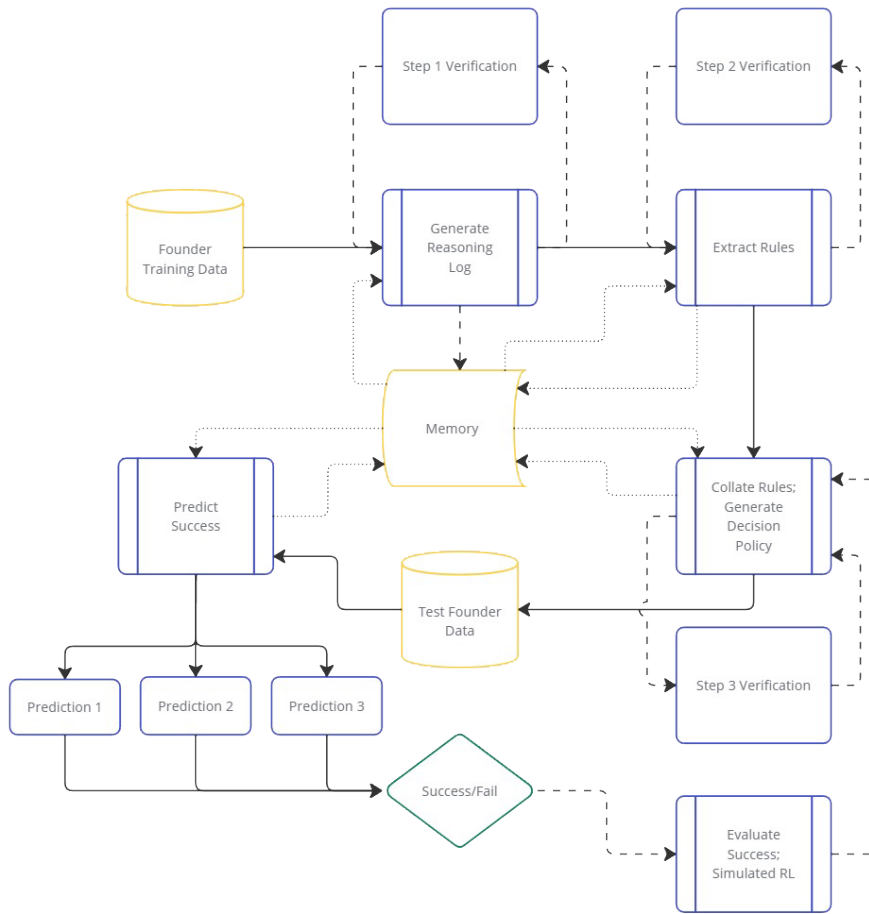 Step 1 Verification
Step 2 Verification
Founder
Training Data
Generate
Reasoning
Log
Extract Rules
Memory
Predict
Success
Collate Rules;
Generate
Decision
Policy
Test Founder
Data
Step 3 Verification
Prediction 1
Prediction 2
Prediction 3
Success/Fail
Evaluate
Success;
Simulated RL